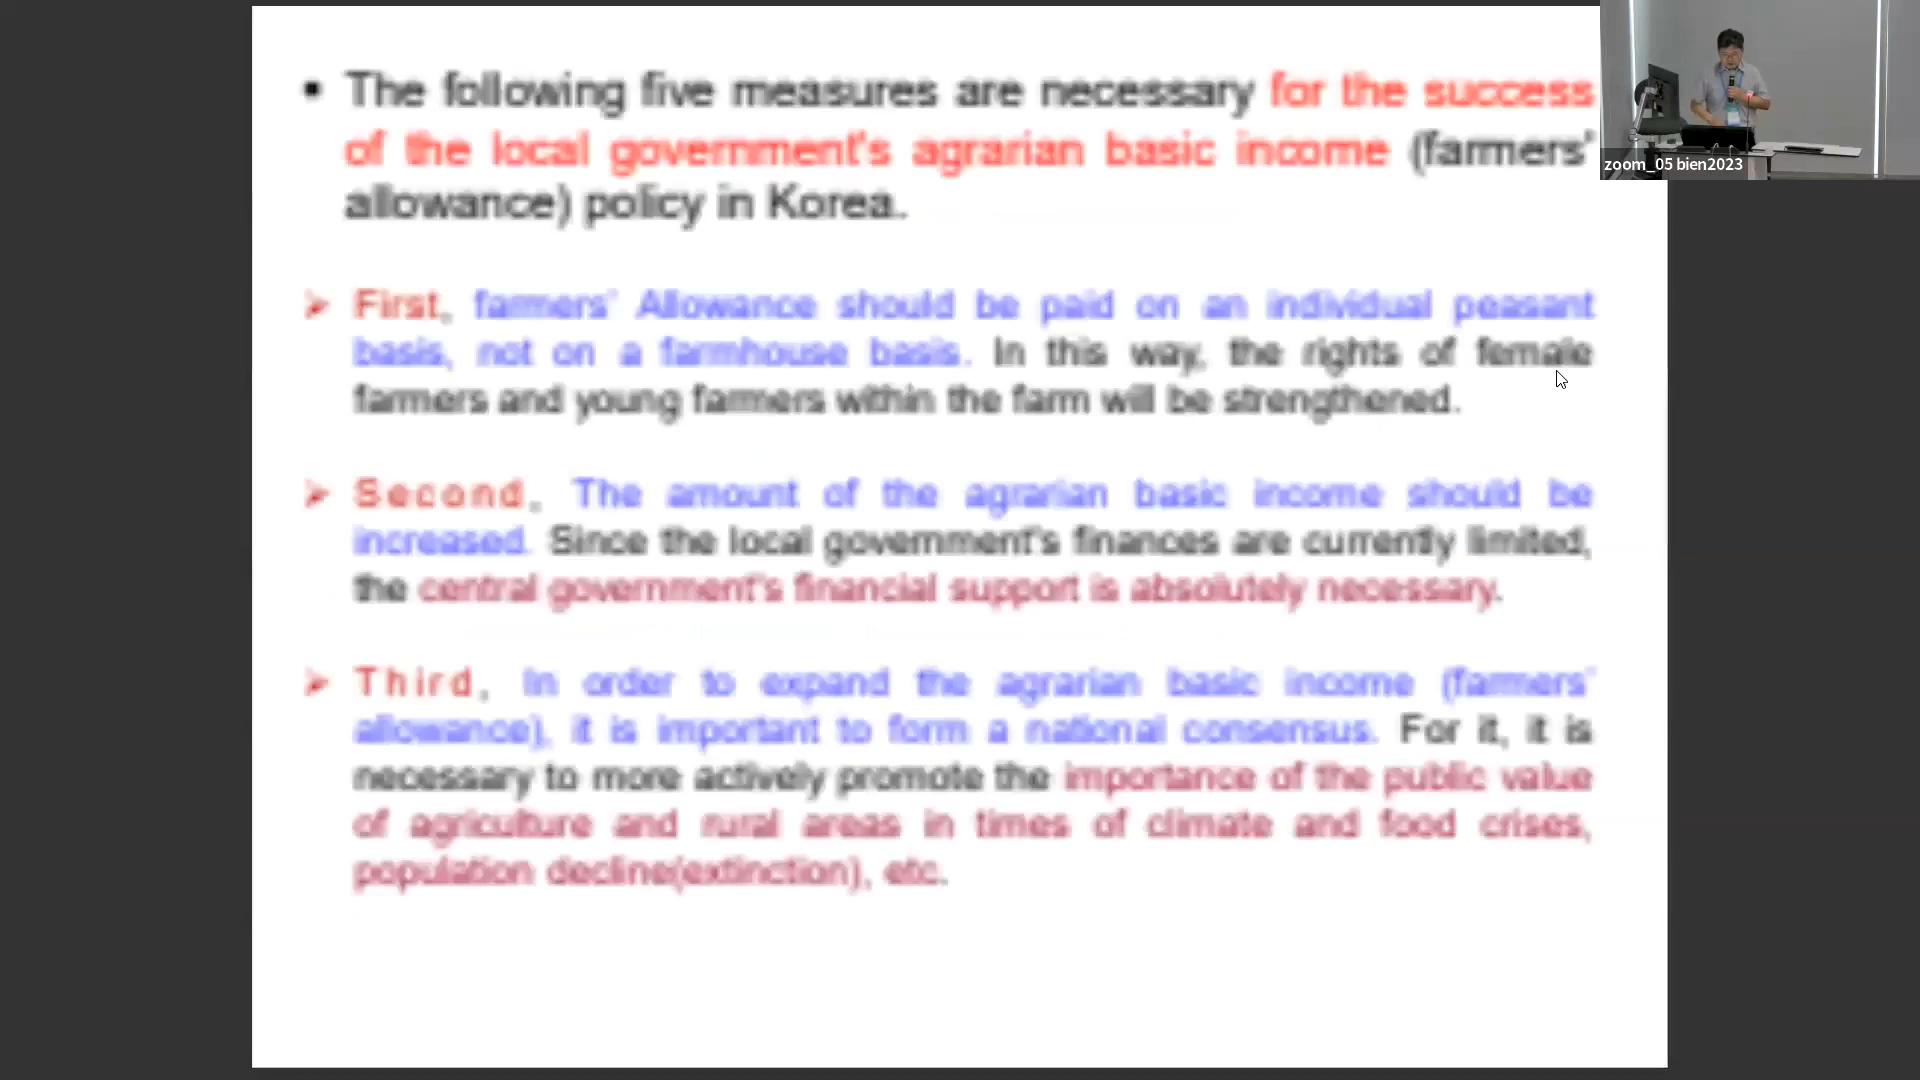 ▪ The following five measures are necessary for the success
of the local government's agrarian basic income (farmers'
allowance) policy in Korea.
➢ First, farmers' Allowance should be paid on an individual peasant
basis, not on a farmhouse basis. In this way, the rights of female
farmers and young farmers within the farm will be strengthened.
➢ Second, The amount of the agrarian basic income should be
increased. Since the local government's finances are currently limited,
the central government's financial support is absolutely necessary.
➢ Third, In order to expand the agrarian basic income (farmers'
allowance), it is important to form a national consensus. For it, it is
necessary to more actively promote the importance of the public value
of agriculture and rural areas in times of climate and food crises,
population decline(extinction), etc.
zoom_05 bien2023